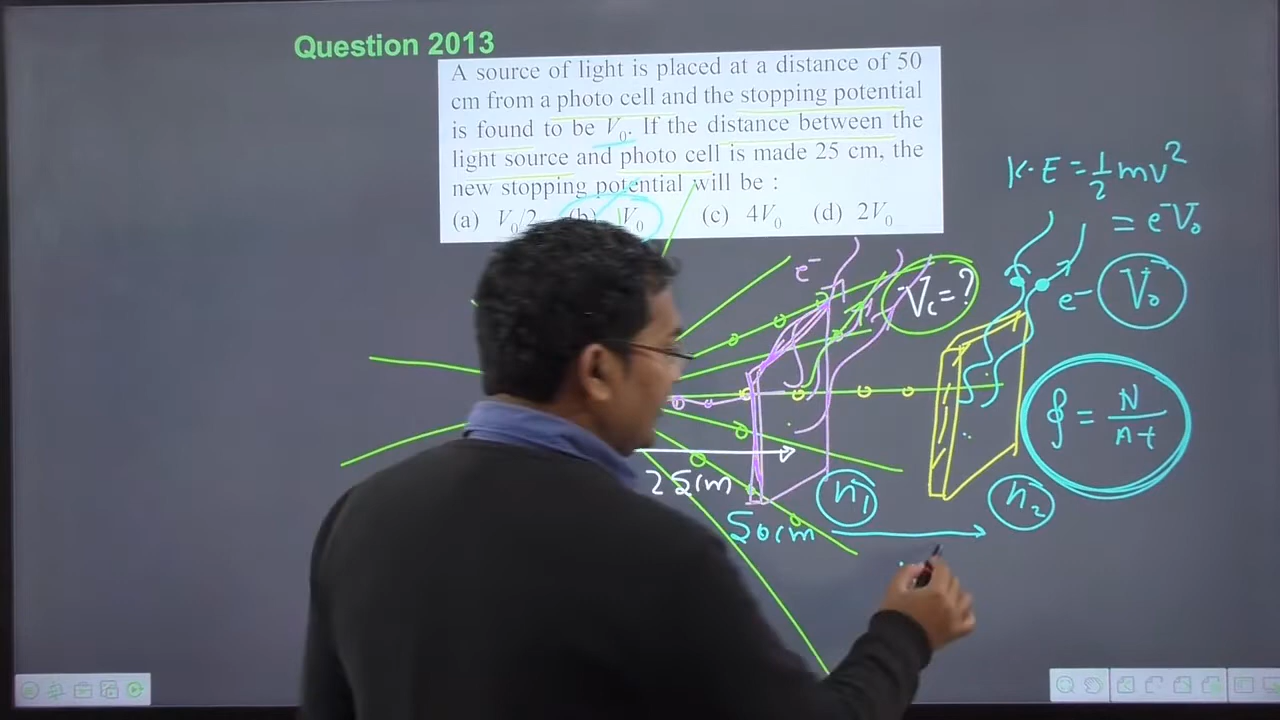 Question 2013
A source of light is placed at a distance of 50
cm from a photo cell and the stopping potential
is found to be V₀. If the distance between the
light source and photo cell is made 25 cm, the
new stopping potential will be :
(a) V₀/2 (b) V₀ (c) 4V₀ (d) 2V₀
K.E = 1/2 mv²
= eV₀
e⁻
V_c = ?
e⁻
V₀
= N/At
25cm
n₁
n₂
50cm